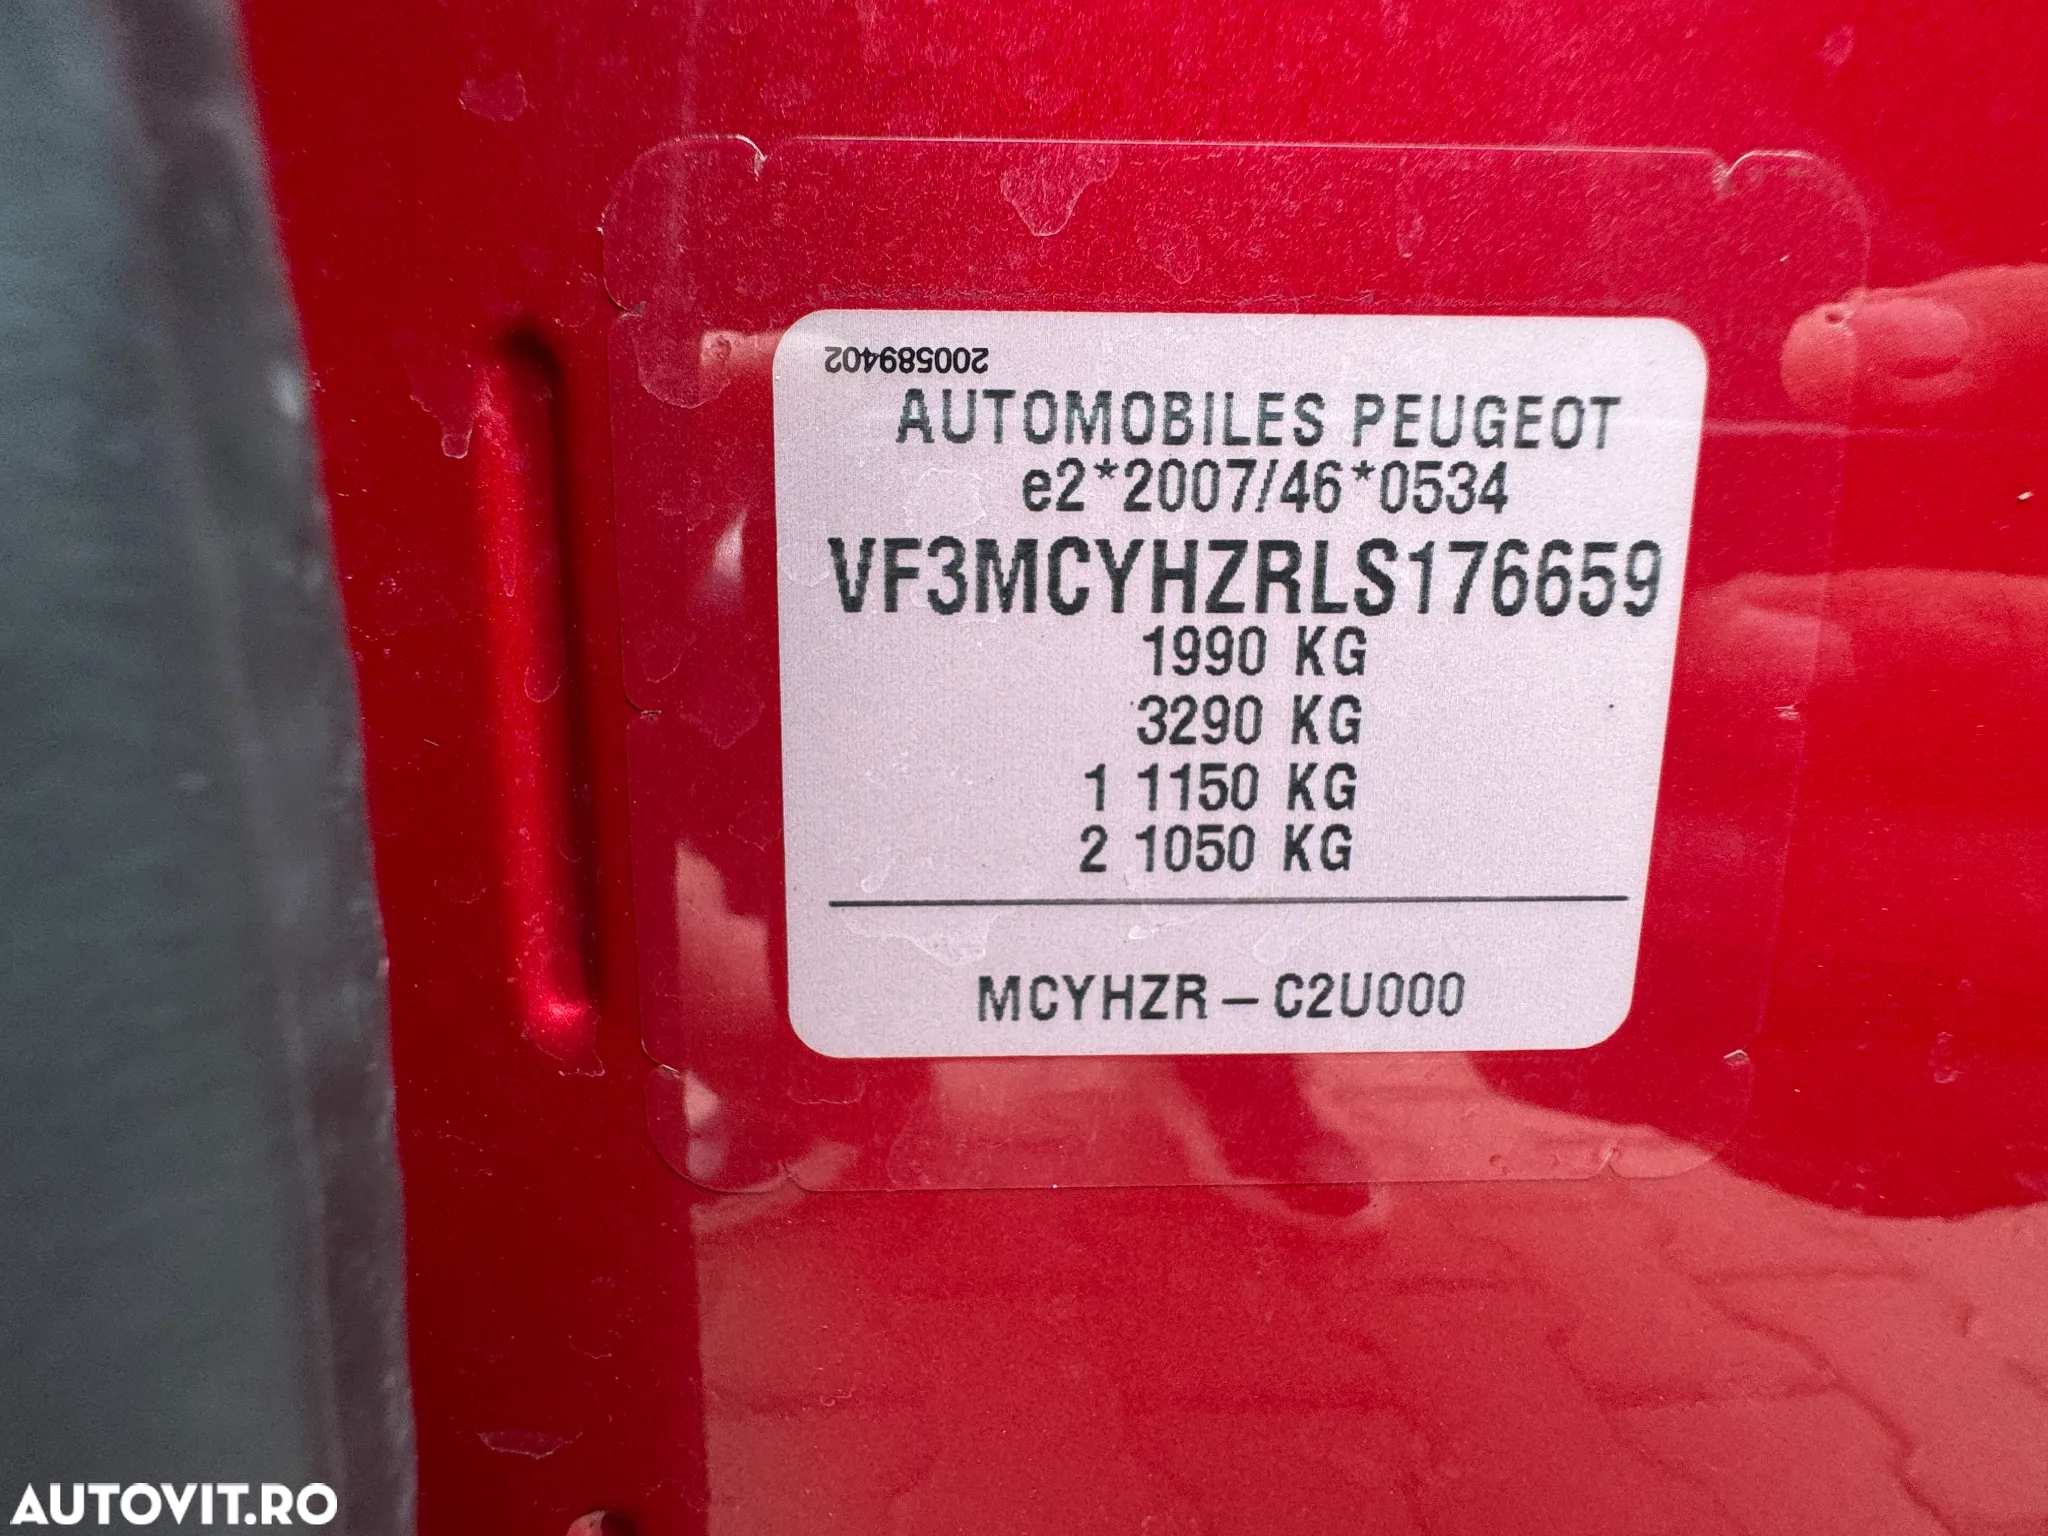 200589402
AUTOMOBILES PEUGEOT
e2*2007/46*0534
VF3MCYHZRLS176659
1990 KG
3290 KG
1 1150 KG
2 1050 KG
MCYHZR – C2U000
AUTOVIT.RO